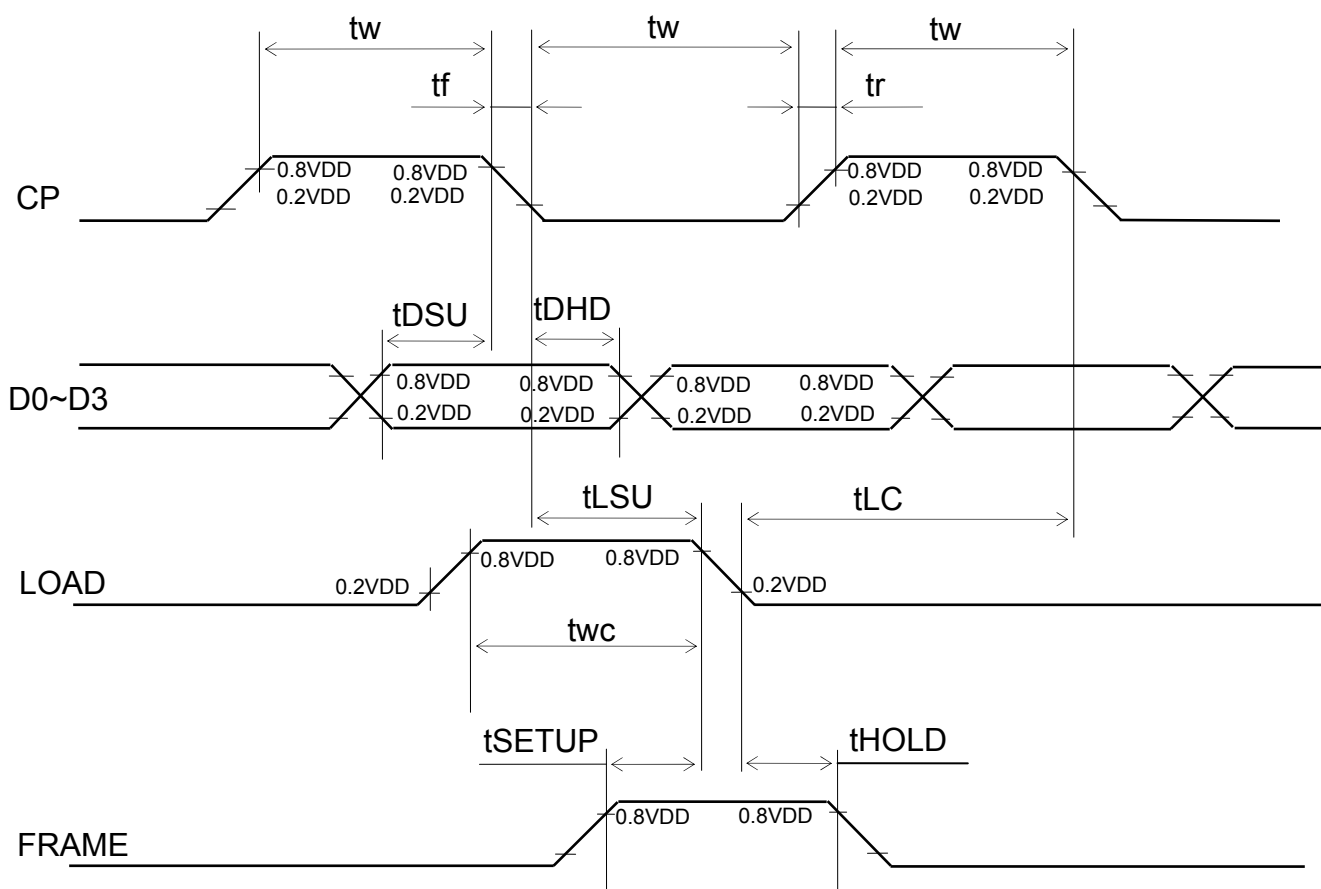 tw tw tw
tf tr
CP
0.8VDD 0.8VDD 0.8VDD 0.8VDD
0.2VDD 0.2VDD 0.2VDD 0.2VDD
tDSU tDHD
D0~D3
0.8VDD 0.8VDD 0.8VDD 0.8VDD
0.2VDD 0.2VDD 0.2VDD 0.2VDD
tLSU tLC
LOAD
0.8VDD 0.8VDD
0.2VDD 0.2VDD
twc
tSETUP tHOLD
0.8VDD 0.8VDD
FRAME